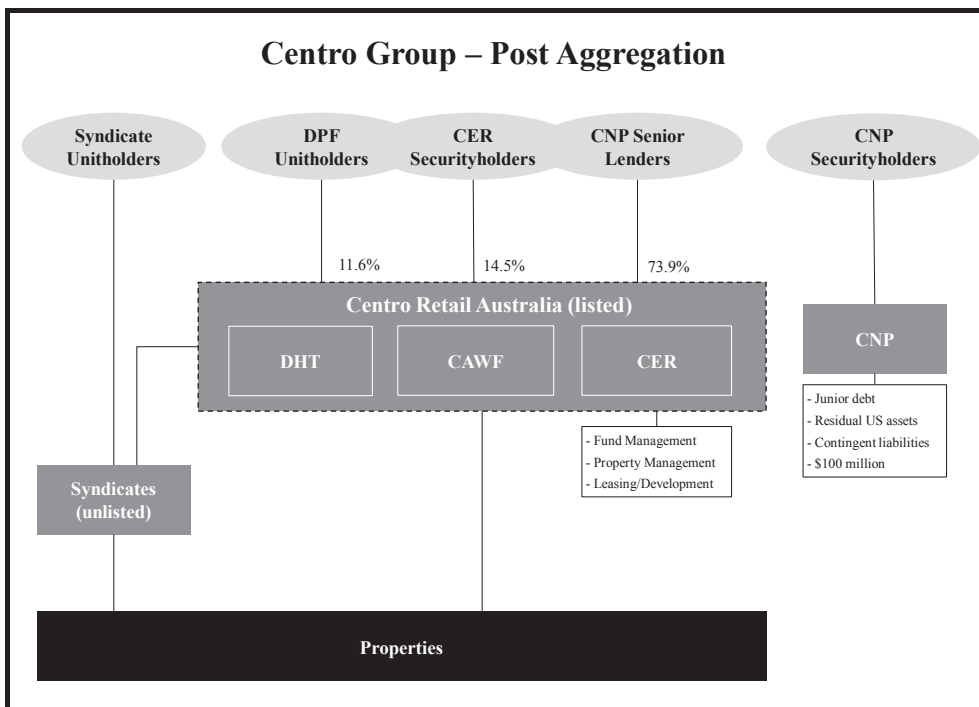 Centro Group – Post Aggregation
Syndicate
Unitholders
DPF
Unitholders
CER
Securityholders
CNP Senior
Lenders
CNP
Securityholders
11.6%
14.5%
73.9%
Centro Retail Australia (listed)
DHT
CAWF
CER
CNP
- Fund Management
- Property Management
- Leasing/Development
- Junior debt
- Residual US assets
- Contingent liabilities
- $100 million
Syndicates
(unlisted)
Properties